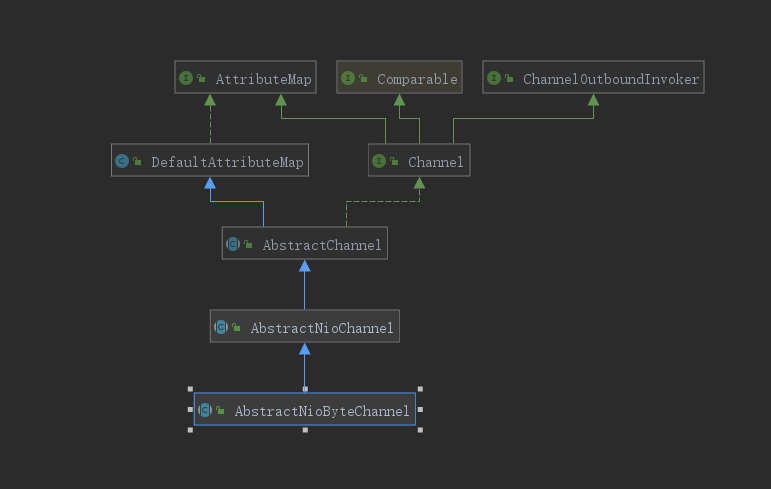 AttributeMap
Comparable
ChannelOutboundInvoker
DefaultAttributeMap
Channel
AbstractChannel
AbstractNioChannel
AbstractNioByteChannel